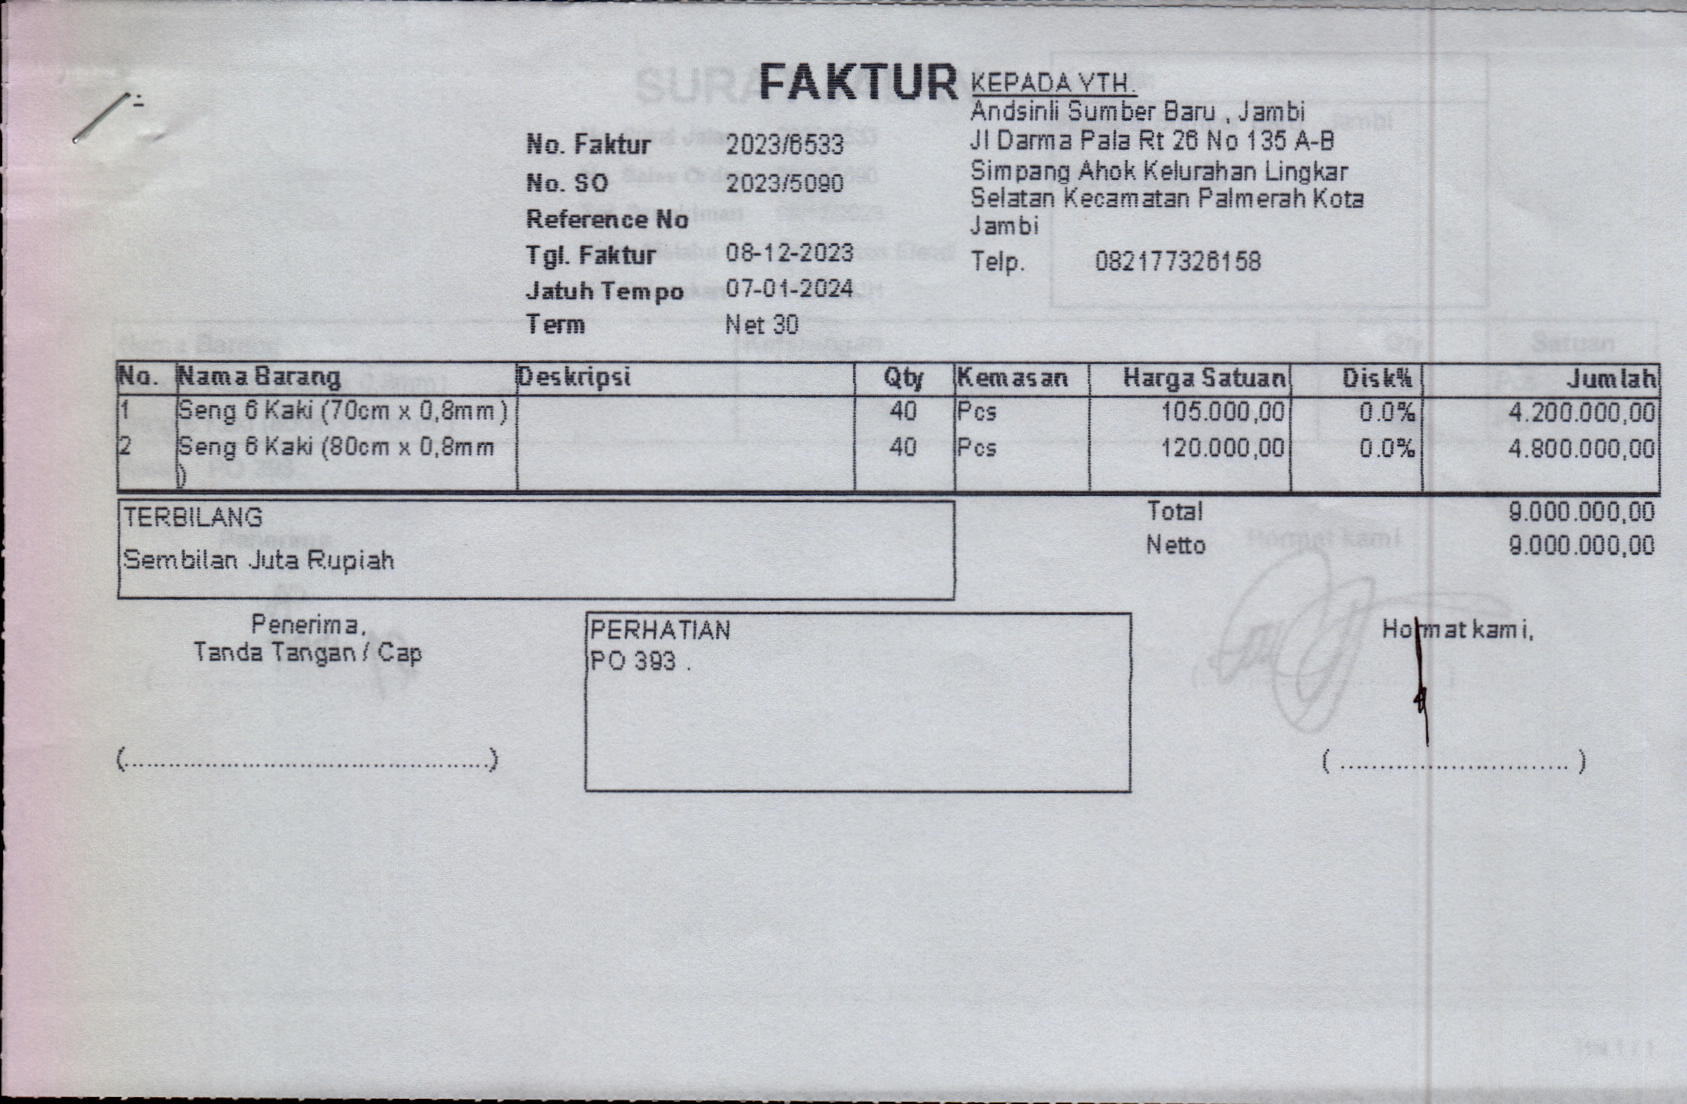 FAKTUR
No. Faktur 2023/6533
No. SO 2023/5090
Reference No
Tgl. Faktur 08-12-2023
Jatuh Tempo 07-01-2024
Term Net 30
KEPADA YTH.
Andsinli Sumber Baru , Jambi
Jl Darma Pala Rt 26 No 135 A-B
Simpang Ahok Kelurahan Lingkar
Selatan Kecamatan Palmerah Kota
Jambi
Telp. 082177326158
No. Nama Barang Deskripsi Qty Kemasan Harga Satuan Disk% Jumlah
1 Seng 6 Kaki (70cm x 0,8mm ) 40 Pcs 105.000,00 0.0% 4.200.000,00
2 Seng 6 Kaki (80cm x 0,8mm 40 Pcs 120.000,00 0.0% 4.800.000,00
)
TERBILANG
Sembilan Juta Rupiah
Total 9.000.000,00
Netto 9.000.000,00
Penerima,
Tanda Tangan / Cap
(..............................................)
PERHATIAN
PO 393 .
Hormat kami,
( ............................. )